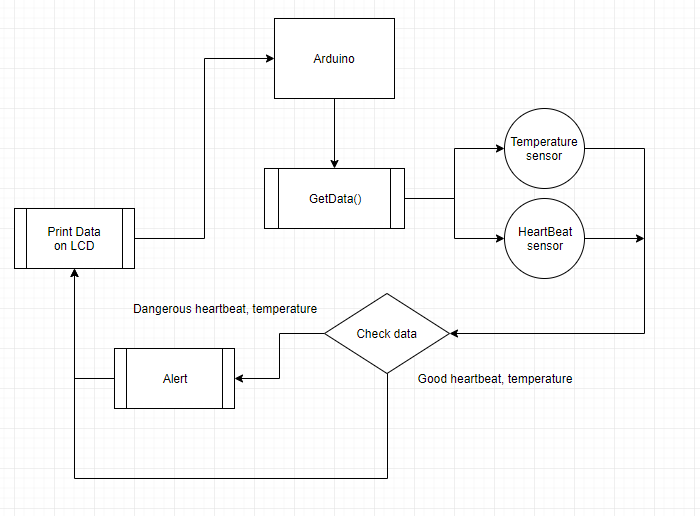 Arduino
Temperature
sensor
GetData()
HeartBeat
sensor
Print Data
on LCD
Dangerous heartbeat, temperature
Check data
Alert
Good heartbeat, temperature